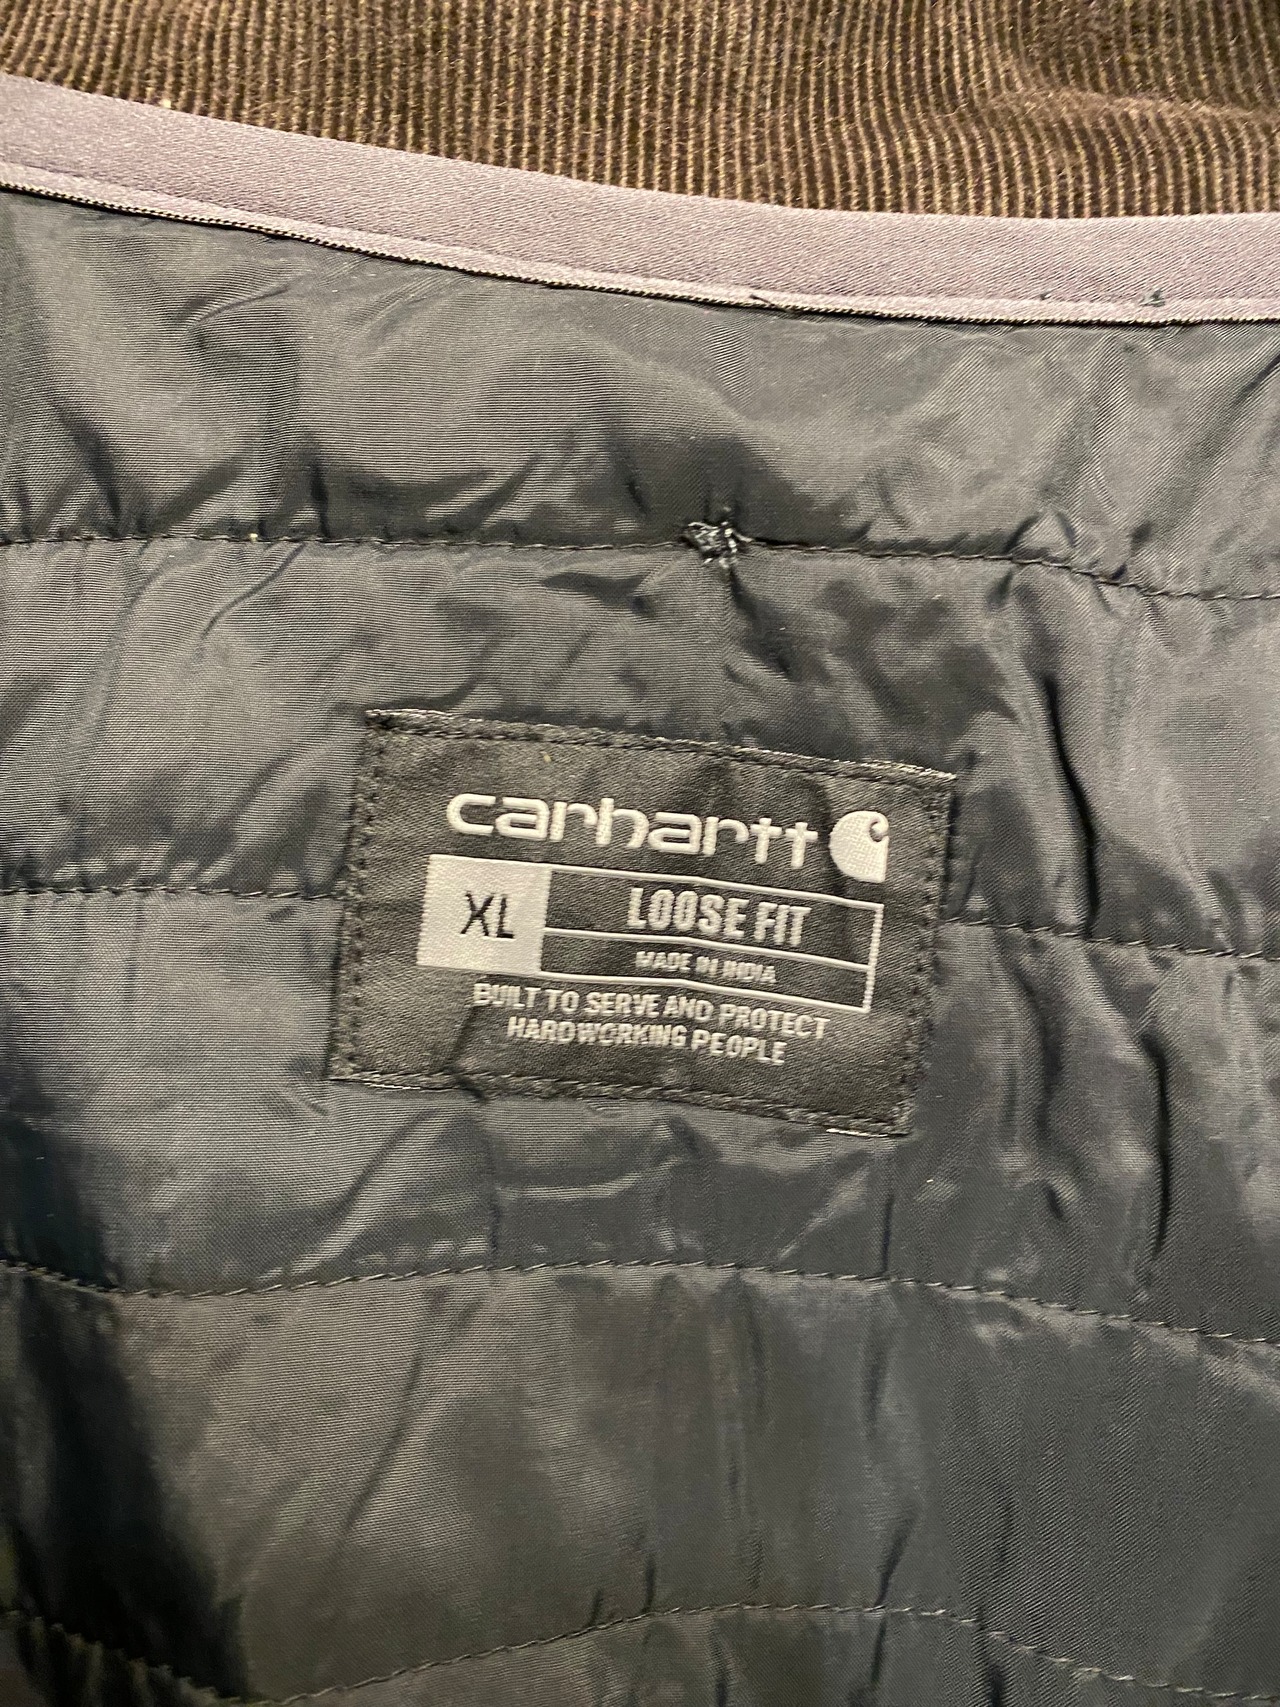 carhartt
XL
LOOSE FIT
MADE IN INDIA
BUILT TO SERVE AND PROTECT
HARDWORKING PEOPLE